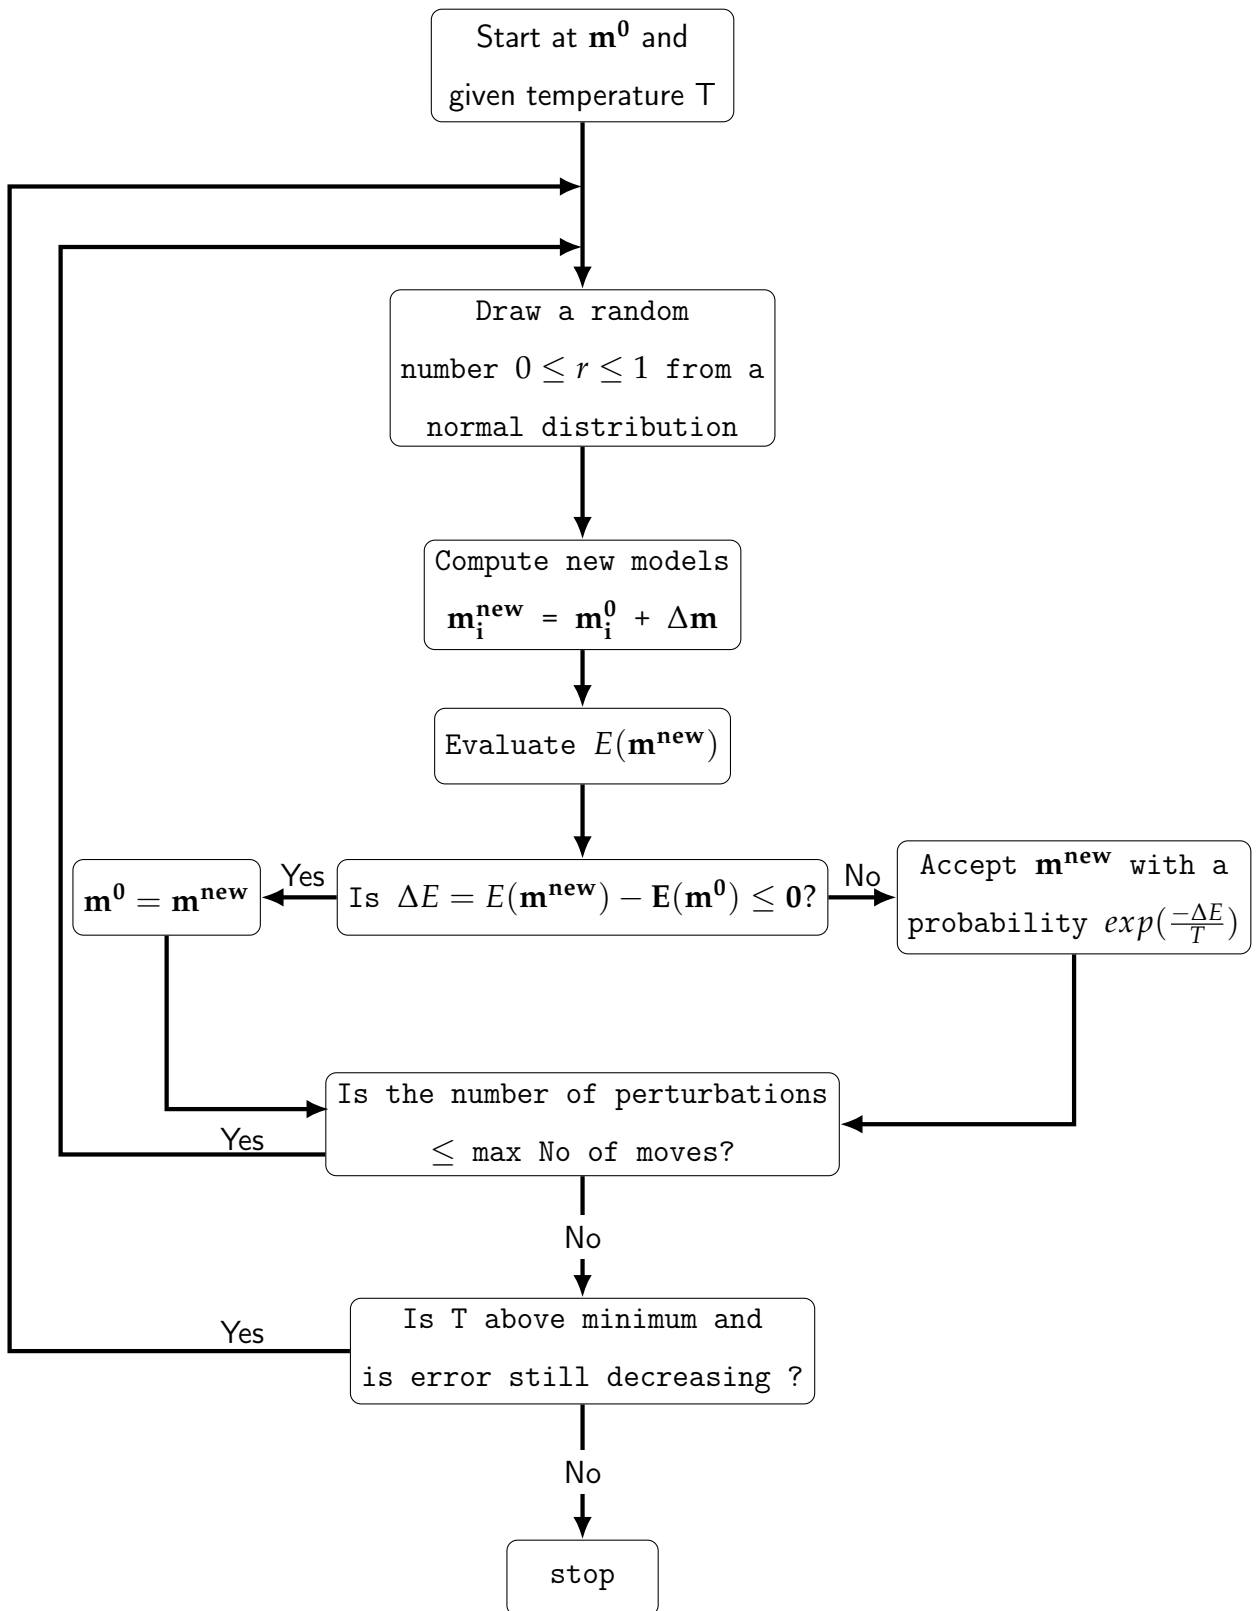 Start at m⁰ and
given temperature T
Draw a random
number 0 ≤ r ≤ 1 from a
normal distribution
Compute new models
mᵢⁿᵉʷ = mᵢ⁰ + Δm
Evaluate E(mⁿᵉʷ)
m⁰ = mⁿᵉʷ
Yes
Is ΔE = E(mⁿᵉʷ) − E(m⁰) ≤ 0?
No
Accept mⁿᵉʷ with a
probability exp(−ΔE/T)
Is the number of perturbations
≤ max No of moves?
Yes
No
Is T above minimum and
is error still decreasing ?
Yes
No
stop